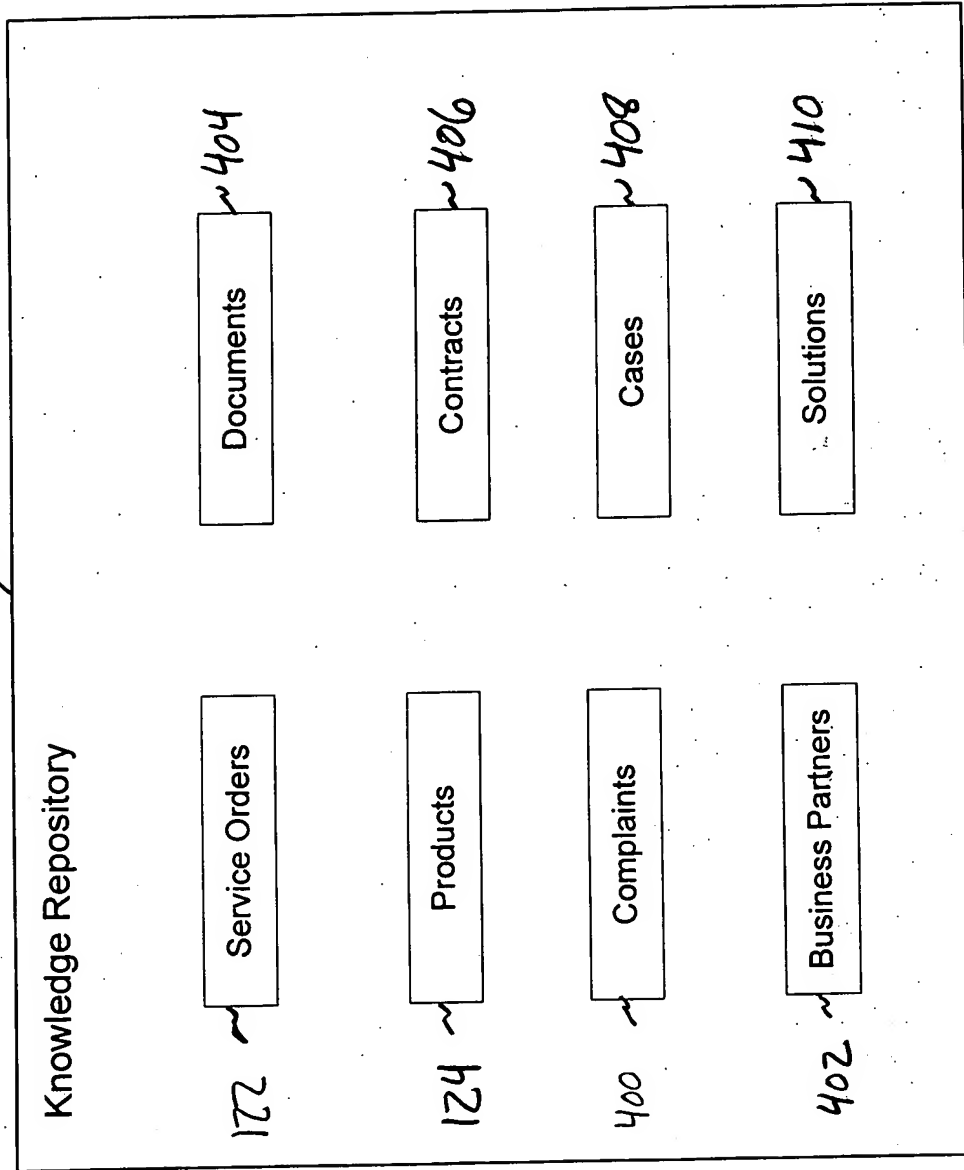 Knowledge Repository
122 Service Orders Documents 404
124 Products Contracts 406
400 Complaints Cases 408
402 Business Partners Solutions 410